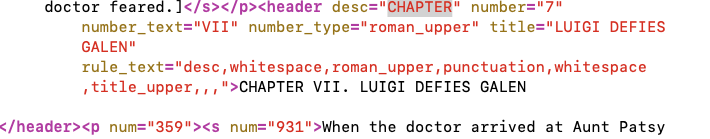 doctor feared.]</s></p><header desc="CHAPTER" number="7"
number_text="VII" number_type="roman_upper" title="LUIGI DEFIES
GALEN"
rule_text="desc,whitespace,roman_upper,punctuation,whitespace
,title_upper,,,">CHAPTER VII. LUIGI DEFIES GALEN
</header><p num="359"><s num="931">When the doctor arrived at Aunt Patsy